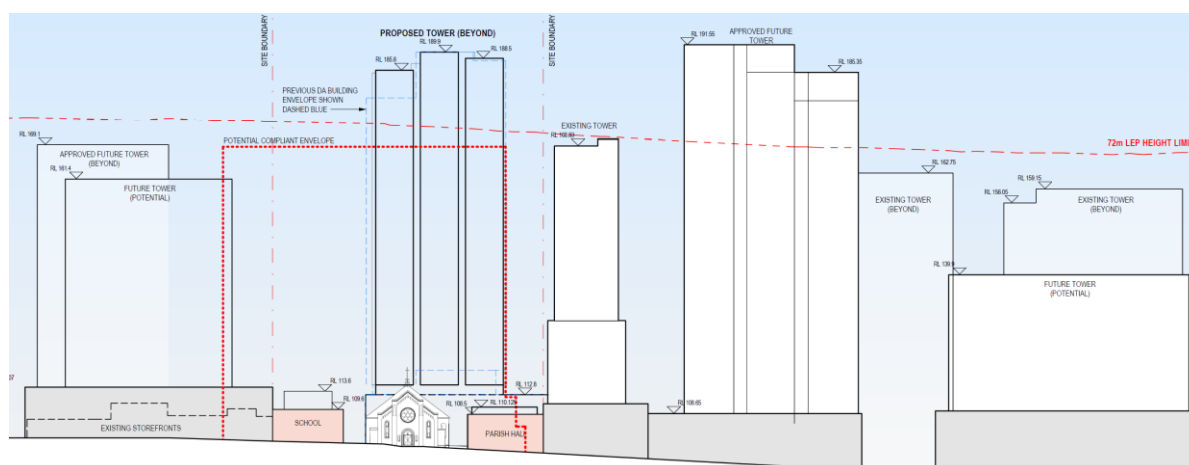 SITE BOUNDARY
PROPOSED TOWER (BEYOND)
RL 189.9
RL 188.5
RL 185.8
SITE BOUNDARY
RL 191.55
APPROVED FUTURE
TOWER
RL 185.35
PREVIOUS DA BUILDING
ENVELOPE SHOWN
DASHED BLUE
EXISTING TOWER
RL 169.1
POTENTIAL COMPLIANT ENVELOPE
72m LEP HEIGHT LIMI
APPROVED FUTURE TOWER
(BEYOND)
RL 161.4
FUTURE TOWER
(POTENTIAL)
RL 162.75
EXISTING TOWER
(BEYOND)
RL 159.15
RL 156.05
EXISTING TOWER
(BEYOND)
RL 139.9
FUTURE TOWER
(POTENTIAL)
RL 113.6
RL 109.6
RL 112.8
RL 108.5
RL 110.12
RL 106.65
SCHOOL
EXISTING STOREFRONTS
PARISH HALL